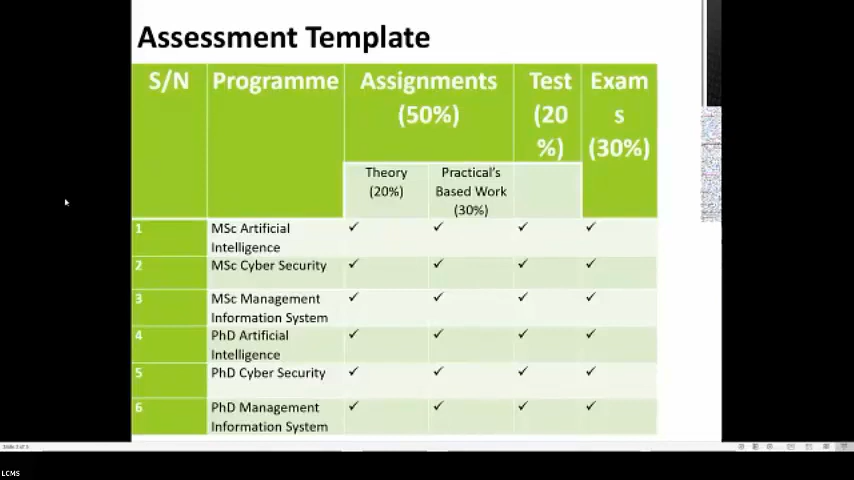 Assessment Template
S/N Programme Assignments Test Exam
(50%) (20 s
%) (30%)
Theory Practical's
(20%) Based Work
(30%)
1 MSc Artificial ✓ ✓ ✓ ✓
Intelligence
2 MSc Cyber Security ✓ ✓ ✓ ✓
3 MSc Management ✓ ✓ ✓ ✓
Information System
4 PhD Artificial ✓ ✓ ✓ ✓
Intelligence
5 PhD Cyber Security ✓ ✓ ✓ ✓
6 PhD Management ✓ ✓ ✓ ✓
Information System
LCMS